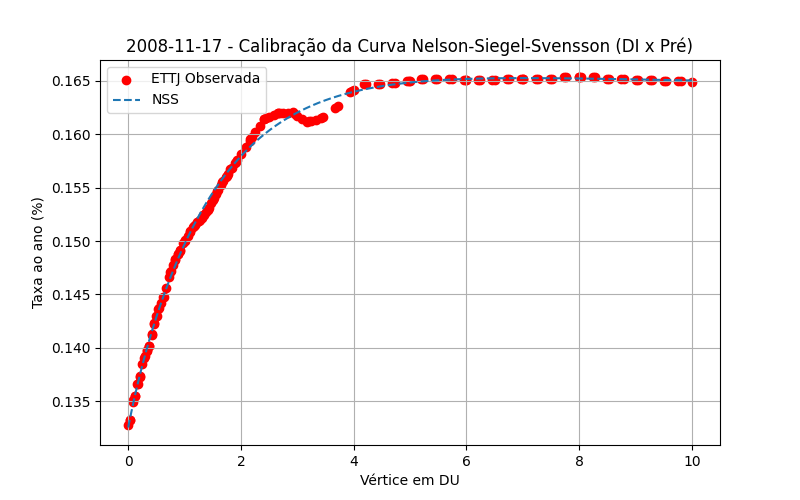 2008-11-17 - Calibração da Curva Nelson-Siegel-Svensson (DI x Pré)
ETTJ Observada
NSS
Taxa ao ano (%)
0.165
0.160
0.155
0.150
0.145
0.140
0.135
0 2 4 6 8 10
Vértice em DU